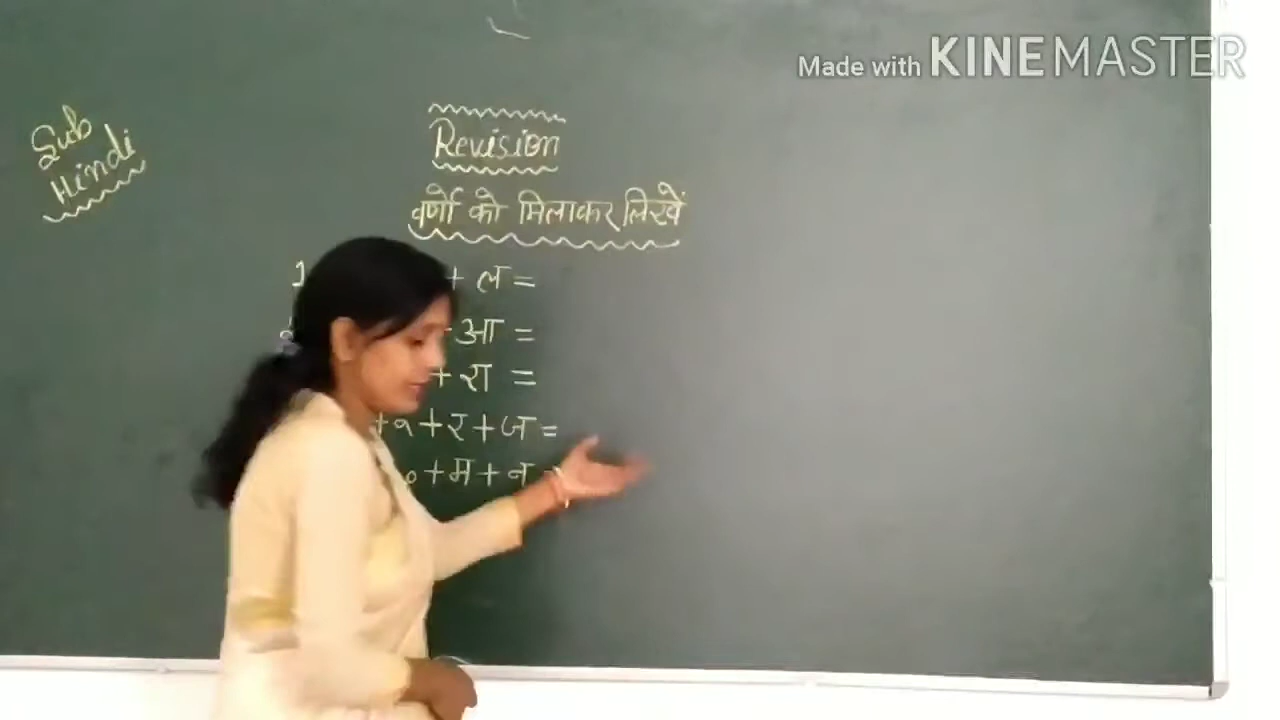 Made with KINEMASTER
Sub
Hindi
Revision
वर्णो को मिलाकर लिखें
+ ल =
आ =
+ रा =
+ र + ज =
+ म + न